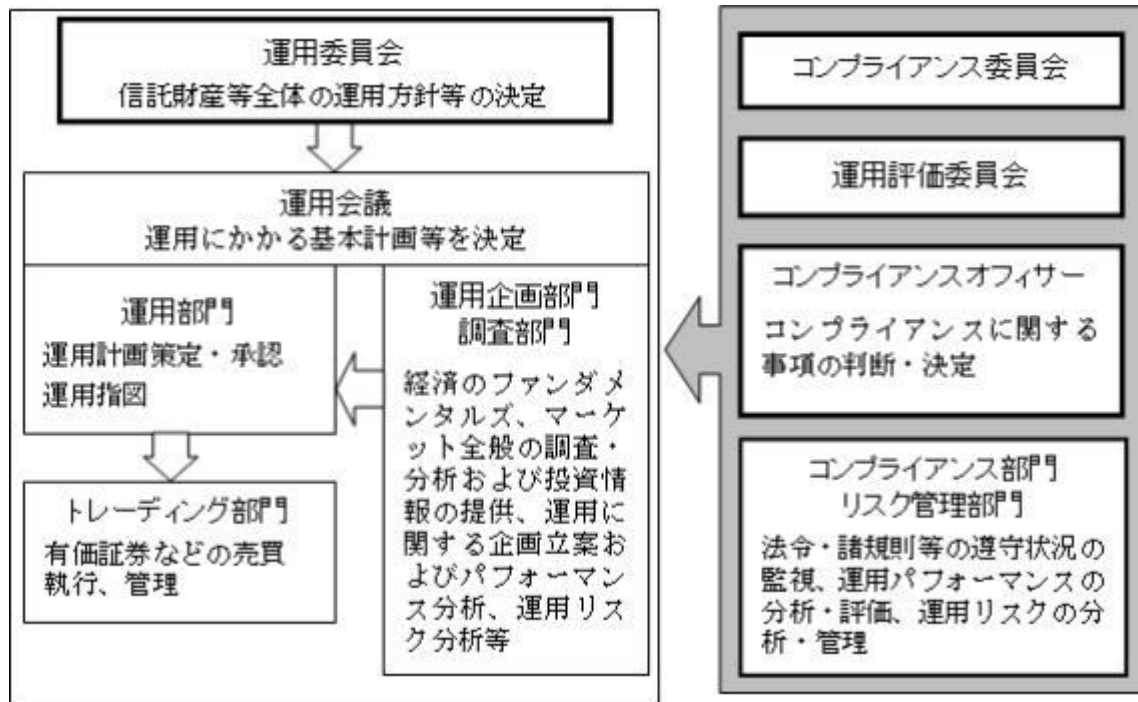 運用委員会
信託財産等全体の運用方針等の決定
運用会議
運用にかかる基本計画等を決定
運用部門
運用計画策定・承認
運用指図
トレーディング部門
有価証券などの売買
執行、管理
運用企画部門
調査部門
経済のファンダメ
ンタルズ、マーケ
ット全般の調査・
分析および投資情
報の提供、運用に
関する企画立案お
よびパフォーマン
ス分析、運用リス
ク分析等
コンプライアンス委員会
運用評価委員会
コンプライアンスオフィサー
コンプライアンスに関する
事項の判断・決定
コンプライアンス部門
リスク管理部門
法令・諸規則等の遵守状況の
監視、運用パフォーマンスの
分析・評価、運用リスクの分
析・管理